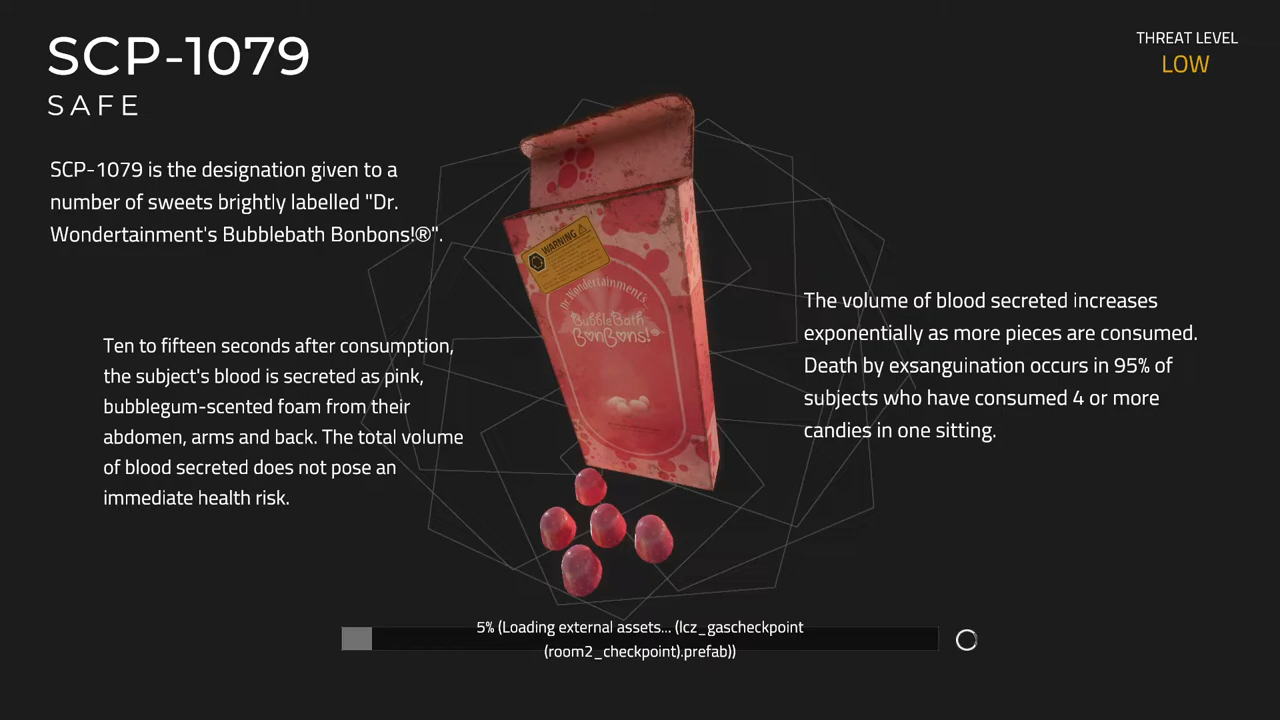 SCP-1079
SAFE
THREAT LEVEL
LOW
SCP-1079 is the designation given to a
number of sweets brightly labelled "Dr.
Wondertainment's Bubblebath Bonbons!®".
Ten to fifteen seconds after consumption,
the subject's blood is secreted as pink,
bubblegum-scented foam from their
abdomen, arms and back. The total volume
of blood secreted does not pose an
immediate health risk.
WARNING
Dr. Wondertainment's
BubbleBath
BonBons!®
The volume of blood secreted increases
exponentially as more pieces are consumed.
Death by exsanguination occurs in 95% of
subjects who have consumed 4 or more
candies in one sitting.
5% (Loading external assets... (lcz_gascheckpoint
(room2_checkpoint).prefab))